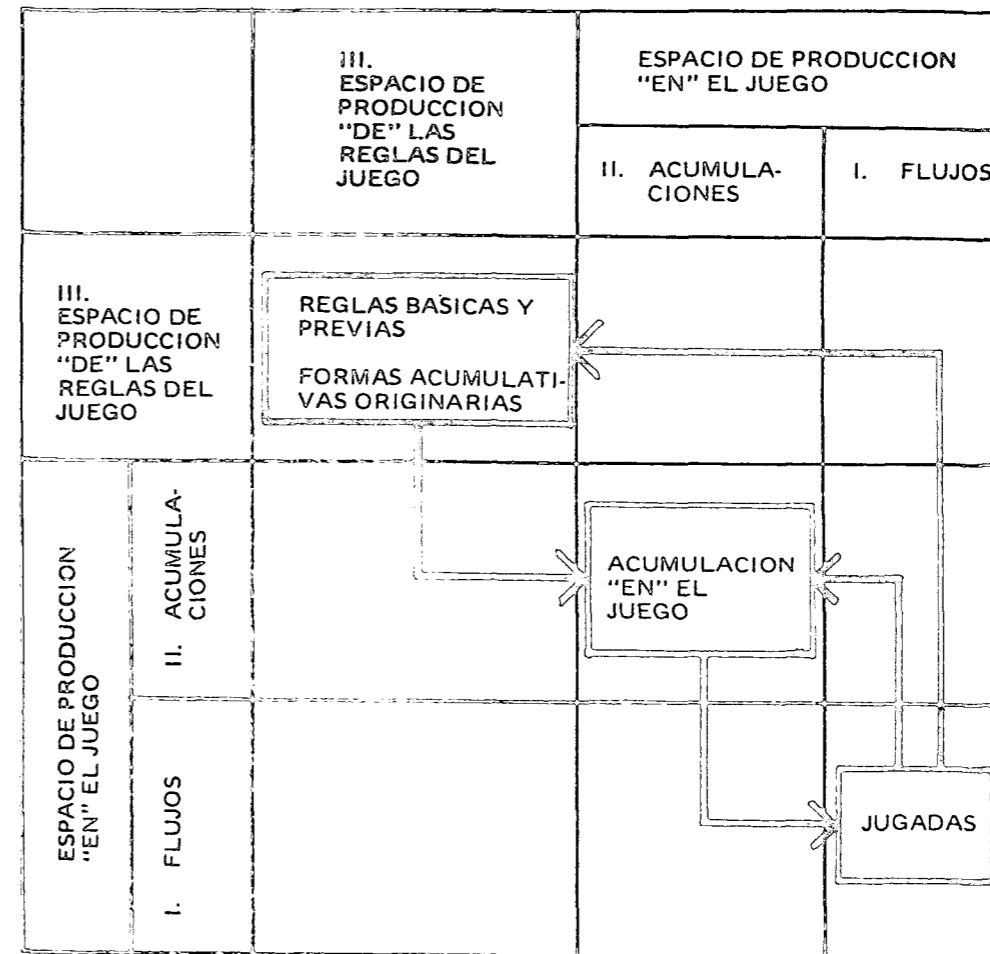 III.
ESPACIO DE
PRODUCCION
"DE" LAS
REGLAS DEL
JUEGO
ESPACIO DE PRODUCCION
"EN" EL JUEGO
II. ACUMULA-
CIONES
I. FLUJOS
III.
ESPACIO DE
PRODUCCION
"DE" LAS
REGLAS DEL
JUEGO
REGLAS BASICAS Y
PREVIAS
FORMAS ACUMULATI-
VAS ORIGINARIAS
ESPACIO DE PRODUCCION
"EN" EL JUEGO
II. ACUMULA-
CIONES
ACUMULACION
"EN" EL
JUEGO
I. FLUJOS
JUGADAS